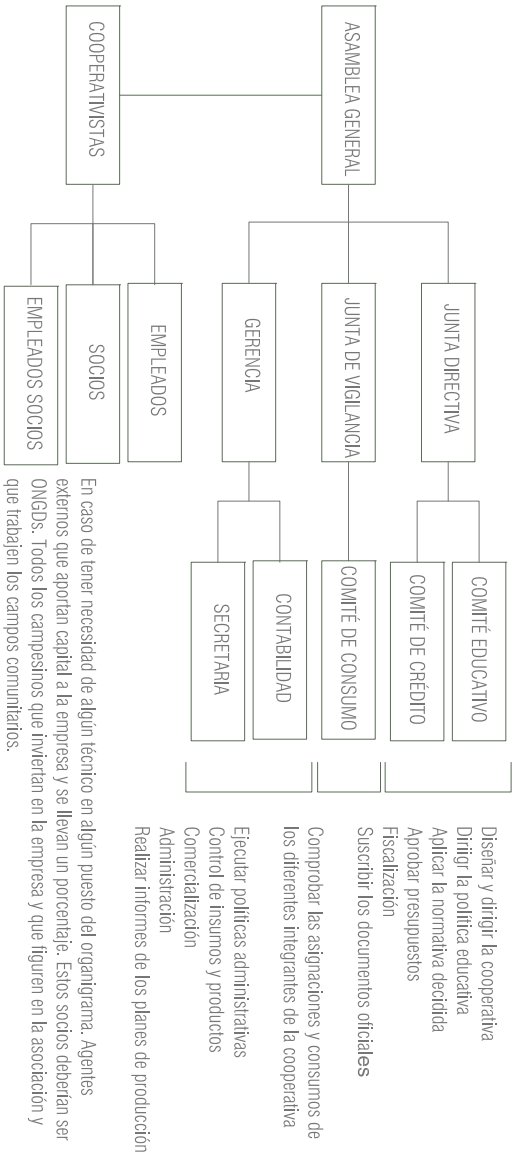 ASAMBLEA GENERAL
COOPERATIVISTAS
JUNTA DIRECTIVA
JUNTA DE VIGILANCIA
GERENCIA
EMPLEADOS
SOCIOS
EMPLEADOS SOCIOS
COMITÉ EDUCATIVO
COMITÉ DE CRÉDITO
COMITÉ DE CONSUMO
CONTABILIDAD
SECRETARIA
Diseñar y dirigir la cooperativa
Diriigr la política educativa
Aplicar la normativa decidida
Aprobar presupuestos
Fiscalización
Suscribir los documentos oficiales
Comprobar las asignaciones y consumos de
los diferentes integrantes de la cooperativa
Ejecutar políticas administrativas
Control de insumos y productos
Comercialización
Administración
Realizar informes de los planes de producción
En caso de tener necesidad de algún técnico en algún puesto del organigrama. Agentes
externos que aportan capital a la empresa y se llevan un porcentaje. Estos socios deberían ser
ONGDs. Todos los campesinos que inviertan en la empresa y que figuren en la asociación y
que trabajen los campos comunitarios.